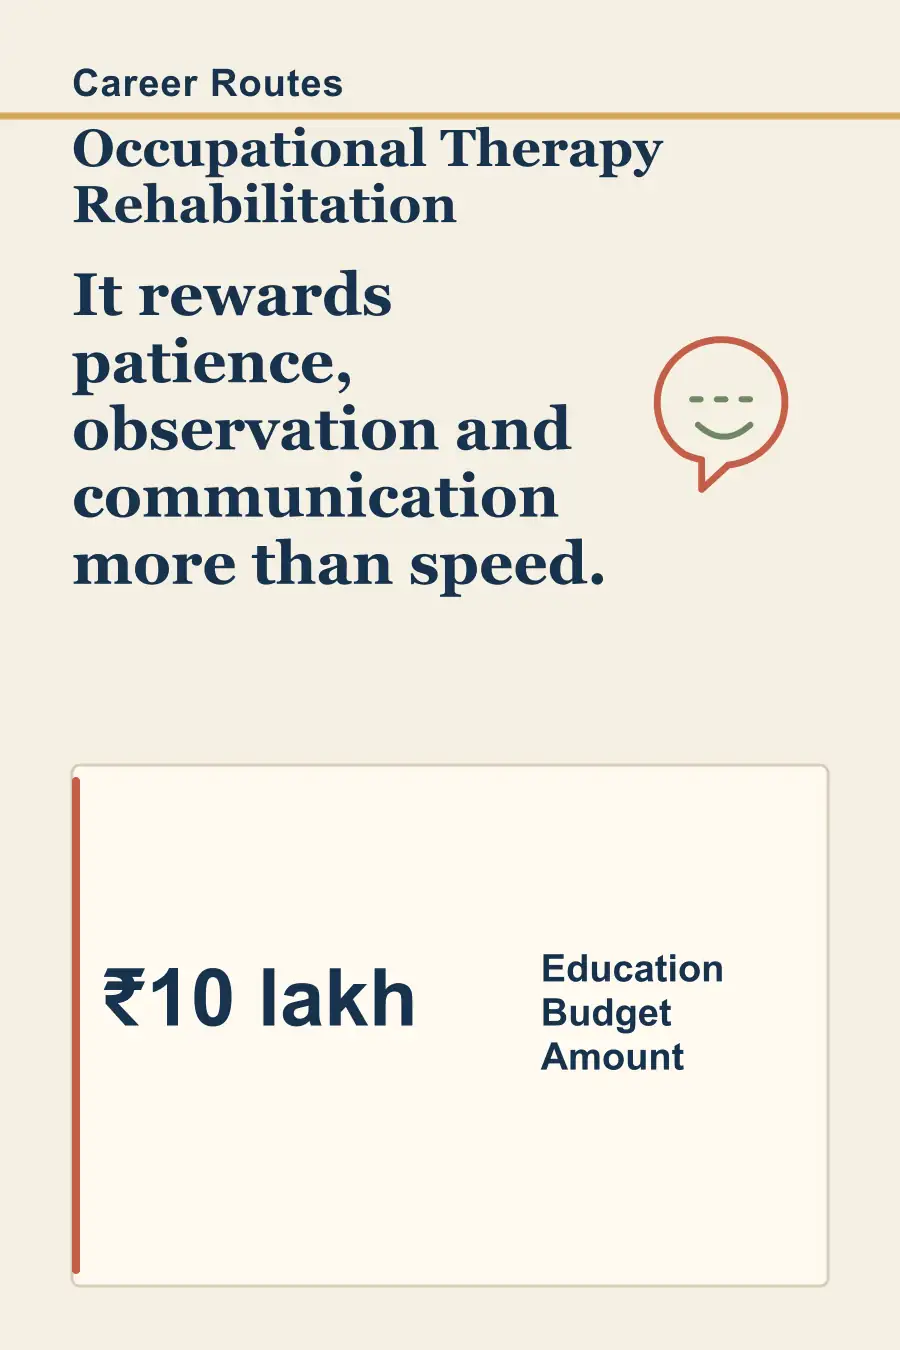 Career Routes
Occupational Therapy
Rehabilitation
It rewards
patience,
observation and
communication
more than speed.
₹10 lakh
Education
Budget
Amount